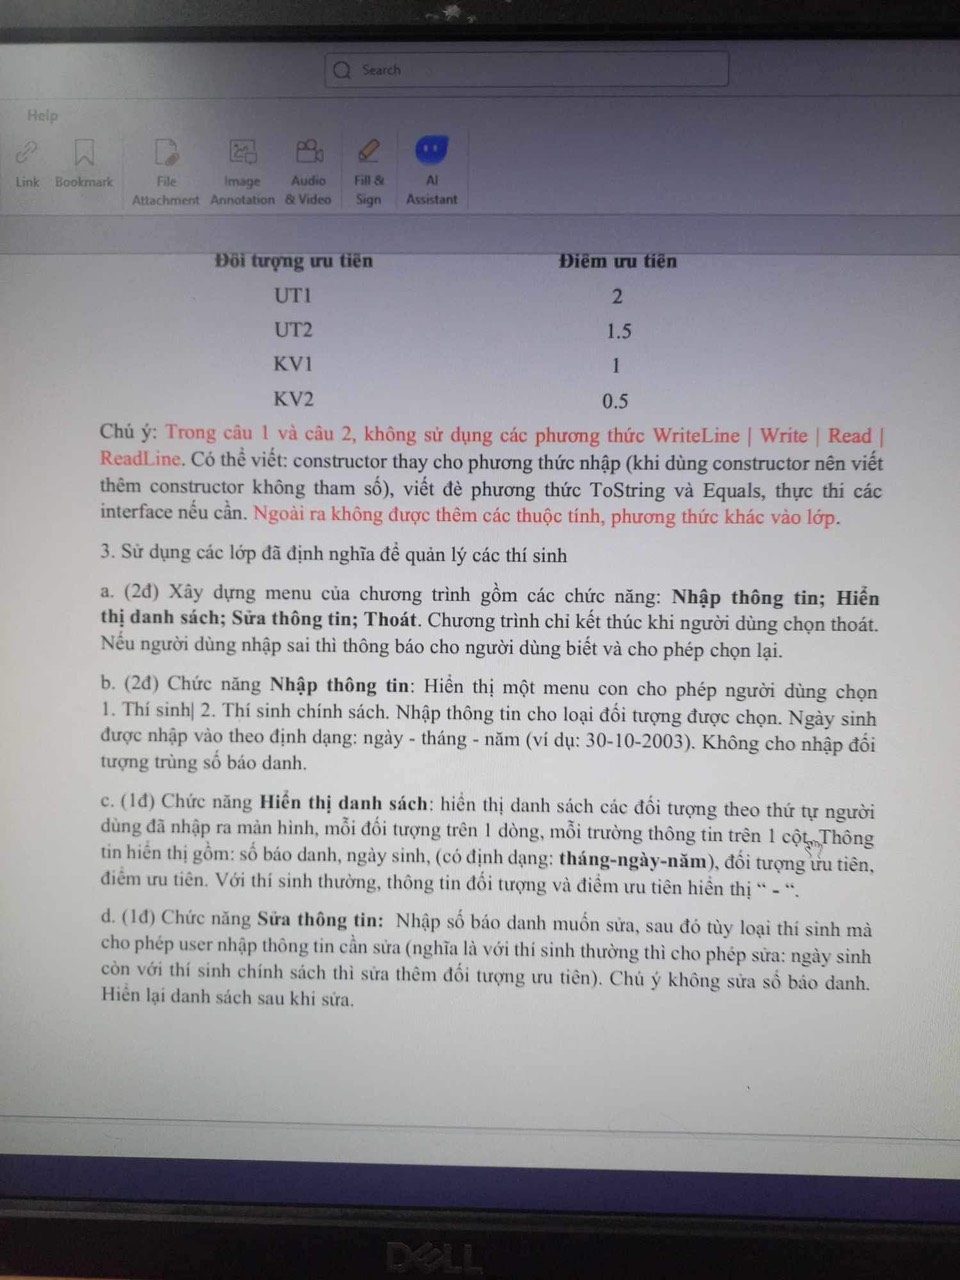 Search
Help
Link Bookmark File Attachment Image Annotation Audio & Video Fill & Sign AI Assistant
Đối tượng ưu tiên Điểm ưu tiên
UT1 2
UT2 1.5
KV1 1
KV2 0.5
Chú ý: Trong câu 1 và câu 2, không sử dụng các phương thức WriteLine | Write | Read |
ReadLine. Có thể viết: constructor thay cho phương thức nhập (khi dùng constructor nên viết
thêm constructor không tham số), viết đè phương thức ToString và Equals, thực thi các
interface nếu cần. Ngoài ra không được thêm các thuộc tính, phương thức khác vào lớp.
3. Sử dụng các lớp đã định nghĩa để quản lý các thí sinh
a. (2đ) Xây dựng menu của chương trình gồm các chức năng: Nhập thông tin; Hiển
thị danh sách; Sửa thông tin; Thoát. Chương trình chỉ kết thúc khi người dùng chọn thoát.
Nếu người dùng nhập sai thì thông báo cho người dùng biết và cho phép chọn lại.
b. (2đ) Chức năng Nhập thông tin: Hiển thị một menu con cho phép người dùng chọn
1. Thí sinh| 2. Thí sinh chính sách. Nhập thông tin cho loại đối tượng được chọn. Ngày sinh
được nhập vào theo định dạng: ngày - tháng - năm (ví dụ: 30-10-2003). Không cho nhập đối
tượng trùng số báo danh.
c. (1đ) Chức năng Hiển thị danh sách: hiển thị danh sách các đối tượng theo thứ tự người
dùng đã nhập ra màn hình, mỗi đối tượng trên 1 dòng, mỗi trường thông tin trên 1 cột. Thông
tin hiển thị gồm: số báo danh, ngày sinh, (có định dạng: tháng-ngày-năm), đối tượng ưu tiên,
điểm ưu tiên. Với thí sinh thường, thông tin đối tượng và điểm ưu tiên hiển thị “ - “.
d. (1đ) Chức năng Sửa thông tin: Nhập số báo danh muốn sửa, sau đó tùy loại thí sinh mà
cho phép user nhập thông tin cần sửa (nghĩa là với thí sinh thường thì cho phép sửa: ngày sinh
còn với thí sinh chính sách thì sửa thêm đối tượng ưu tiên). Chú ý không sửa số báo danh.
Hiển lại danh sách sau khi sửa.
DELL